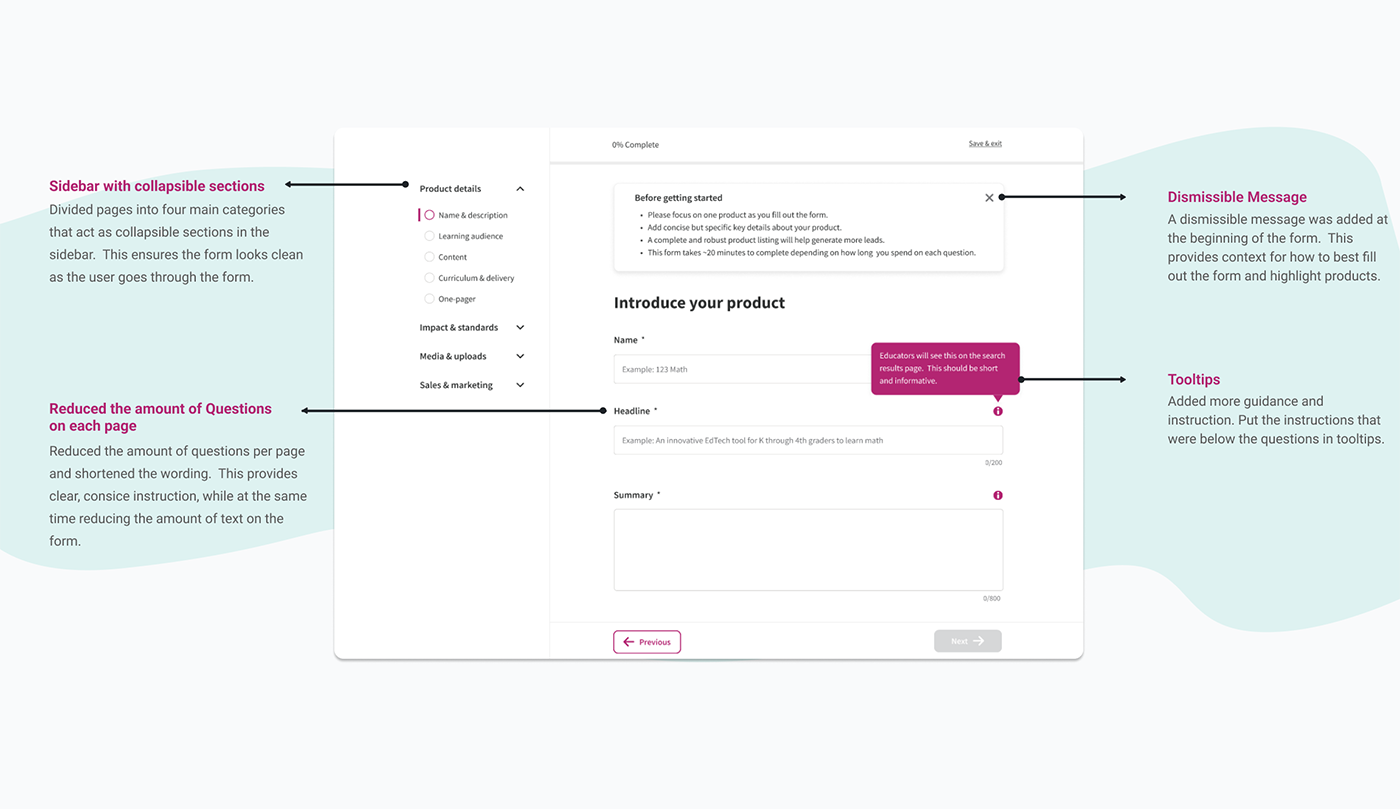 Sidebar with collapsible sections
Divided pages into four main categories
that act as collapsible sections in the
sidebar.  This ensures the form looks clean
as the user goes through the form.
Reduced the amount of Questions
on each page
Reduced the amount of questions per page
and shortened the wording.  This provides
clear, consice instruction, while at the same
time reducing the amount of text on the
form.
Product details
Name & description
Learning audience
Content
Curriculum & delivery
One-pager
Impact & standards
Media & uploads
Sales & marketing
0% Complete
Save & exit
Before getting started
• Please focus on one product as you fill out the form.
• Add concise but specific key details about your product.
• A complete and robust product listing will help generate more leads.
• This form takes ~20 minutes to complete depending on how long  you spend on each question.
Introduce your product
Name *
Example: 123 Math
Educators will see this on the search
results page.  This should be short
and informative.
Headline *
Example: An innovative EdTech tool for K through 4th graders to learn math
0/200
Summary *
0/800
Previous
Next
Dismissible Message
A dismissible message was added at
the beginning of the form.  This
provides context for how to best fill
out the form and highlight products.
Tooltips
Added more guidance and
instruction. Put the instructions that
were below the questions in tooltips.